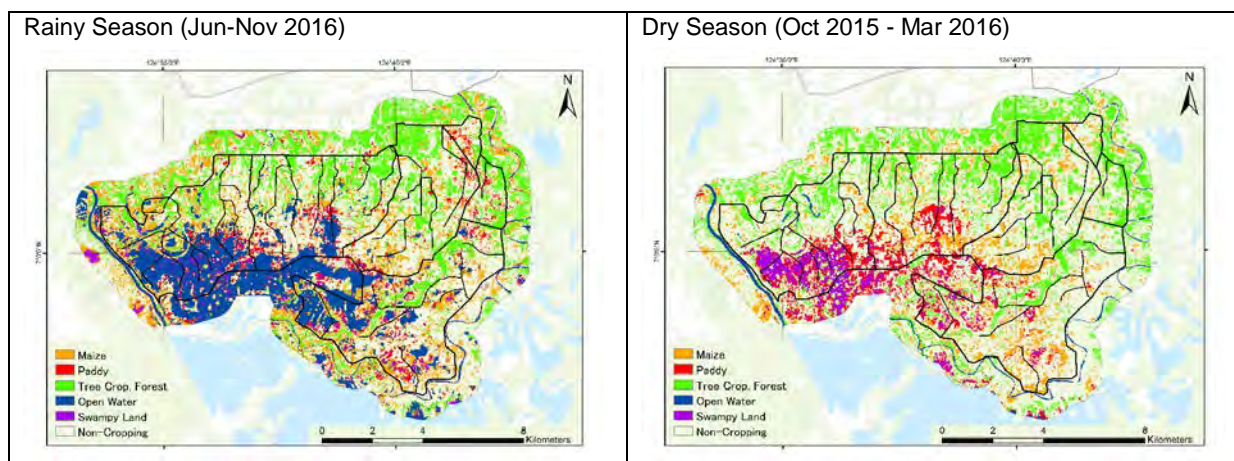 Rainy Season (Jun-Nov 2016)
N
Maize
Paddy
Tree Crop, Forest
Open Water
Swampy Land
Non-Cropping
0 2 4 8
Kilometers
Dry Season (Oct 2015 - Mar 2016)
N
Maize
Paddy
Tree Crop, Forest
Open Water
Swampy Land
Non-Cropping
0 2 4 8
Kilometers